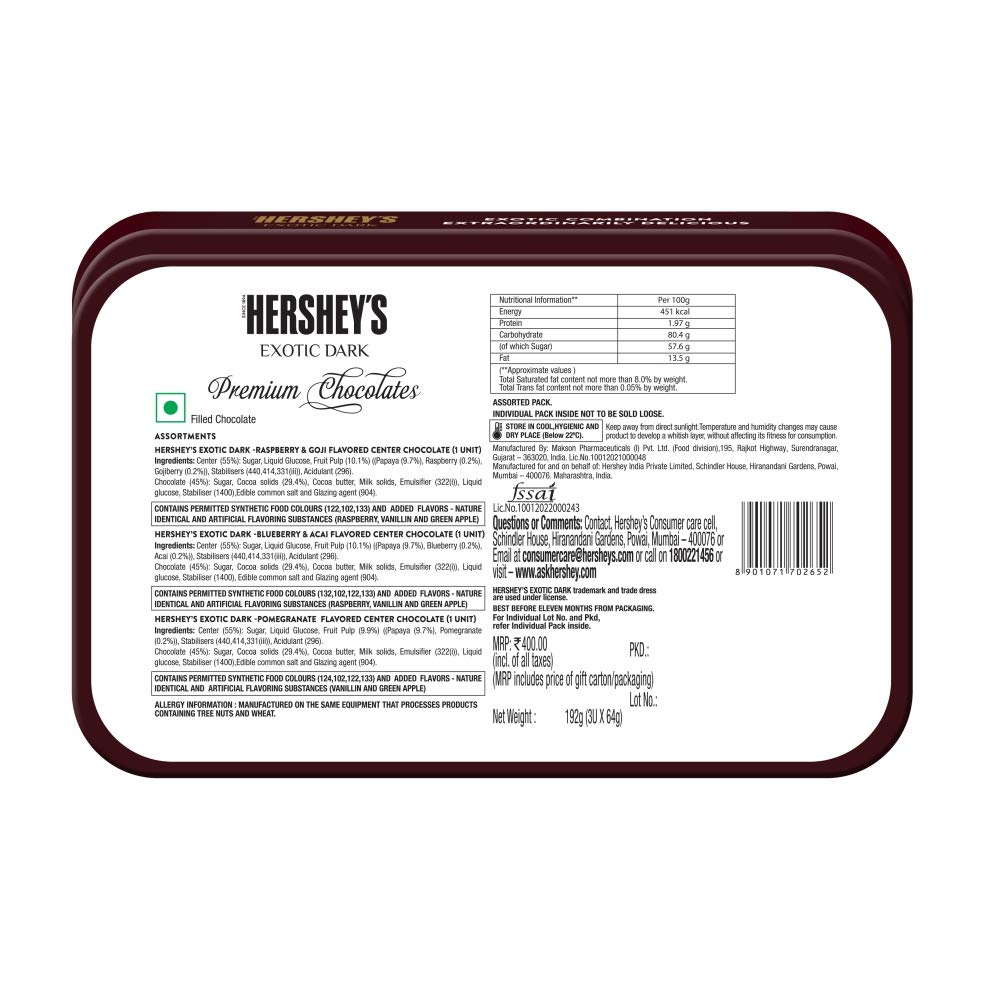 HERSHEY'S
EXOTIC DARK
EXOTIC COMBINATION
EXTRAORDINARILY DELICIOUS
SINCE 1894
HERSHEY'S
EXOTIC DARK
Premium Chocolates
Filled Chocolate
ASSORTMENTS
HERSHEY'S EXOTIC DARK -RASPBERRY & GOJI FLAVORED CENTER CHOCOLATE (1 UNIT)
Ingredients: Center (55%): Sugar, Liquid Glucose, Fruit Pulp (10.1%) ((Papaya (9.7%), Raspberry (0.2%),
Gojiberry (0.2%)), Stabilisers (440,414,331(iii)), Acidulant (296).
Chocolate (45%): Sugar, Cocoa solids (29.4%), Cocoa butter, Milk solids, Emulsifier (322(i)), Liquid
glucose, Stabiliser (1400),Edible common salt and Glazing agent (904).
CONTAINS PERMITTED SYNTHETIC FOOD COLOURS (122,102,133) AND ADDED FLAVORS - NATURE
IDENTICAL AND ARTIFICIAL FLAVORING SUBSTANCES (RASPBERRY, VANILLIN AND GREEN APPLE)
HERSHEY'S EXOTIC DARK -BLUEBERRY & ACAI FLAVORED CENTER CHOCOLATE (1 UNIT)
Ingredients: Center (55%): Sugar, Liquid Glucose, Fruit Pulp (10.1%) ((Papaya (9.7%), Blueberry (0.2%),
Acai (0.2%)), Stabilisers (440,414,331(iii)), Acidulant (296).
Chocolate (45%): Sugar, Cocoa solids (29.4%), Cocoa butter, Milk solids, Emulsifier (322(i)), Liquid
glucose, Stabiliser (1400), Edible common salt and Glazing agent (904).
CONTAINS PERMITTED SYNTHETIC FOOD COLOURS (132,102,122,133) AND ADDED FLAVORS - NATURE
IDENTICAL AND ARTIFICIAL FLAVORING SUBSTANCES (RASPBERRY, VANILLIN AND GREEN APPLE)
HERSHEY'S EXOTIC DARK -POMEGRANATE FLAVORED CENTER CHOCOLATE (1 UNIT)
Ingredients: Center (55%): Sugar, Liquid Glucose, Fruit Pulp (9.9%) ((Papaya (9.7%), Pomegranate
(0.2%)), Stabilisers (440,414,331(iii)), Acidulant (296).
Chocolate (45%): Sugar, Cocoa solids (29.4%), Cocoa butter, Milk solids, Emulsifier (322(i)), Liquid
glucose, Stabiliser (1400),Edible common salt and Glazing agent (904).
CONTAINS PERMITTED SYNTHETIC FOOD COLOURS (124,102,122,133) AND ADDED FLAVORS - NATURE
IDENTICAL AND ARTIFICIAL FLAVORING SUBSTANCES (VANILLIN AND GREEN APPLE)
ALLERGY INFORMATION : MANUFACTURED ON THE SAME EQUIPMENT THAT PROCESSES PRODUCTS
CONTAINING TREE NUTS AND WHEAT.
Nutritional Information** Per 100g
Energy 451 kcal
Protein 1.97 g
Carbohydrate 80.4 g
(of which Sugar) 57.6 g
Fat 13.5 g
(**Approximate values )
Total Saturated fat content not more than 8.0% by weight.
Total Trans fat content not more than 0.05% by weight.
ASSORTED PACK.
INDIVIDUAL PACK INSIDE NOT TO BE SOLD LOOSE.
STORE IN COOL,HYGIENIC AND
DRY PLACE (Below 22ºC).
Keep away from direct sunlight.Temperature and humidity changes may cause
product to develop a whitish layer, without affecting its fitness for consumption.
Manufactured By: Makson Pharmaceuticals (I) Pvt. Ltd. (Food division),195, Rajkot Highway, Surendranagar,
Gujarat – 363020, India. Lic.No.10012021000048
Manufactured for and on behalf of: Hershey India Private Limited, Schindler House, Hiranandani Gardens, Powai,
Mumbai – 400076. Maharashtra, India.
fssai
Lic.No.10012022000243
Questions or Comments: Contact, Hershey's Consumer care cell,
Schindler House, Hiranandani Gardens, Powai, Mumbai – 400076 or
Email at consumercare@hersheys.com or call on 1800221456 or
visit – www.askhershey.com
8 901071 702652
HERSHEY'S EXOTIC DARK trademark and trade dress
are used under license.
BEST BEFORE ELEVEN MONTHS FROM PACKAGING.
For Individual Lot No. and Pkd,
refer Individual Pack inside.
MRP: ₹400.00
(incl. of all taxes)
PKD.:
(MRP includes price of gift carton/packaging)
Lot No.:
Net Weight : 192g (3U X 64g)